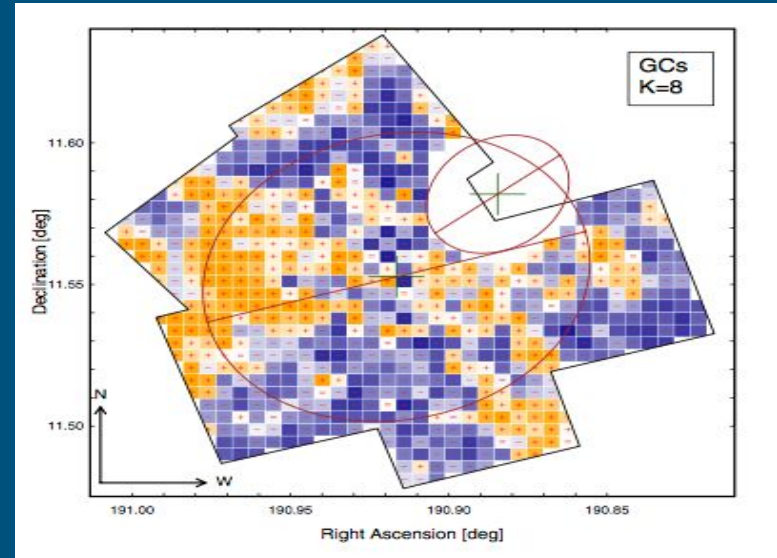 GCs
K=8
11.60
11.55
11.50
Declination [deg]
N
W
191.00 190.95 190.90 190.85
Right Ascension [deg]